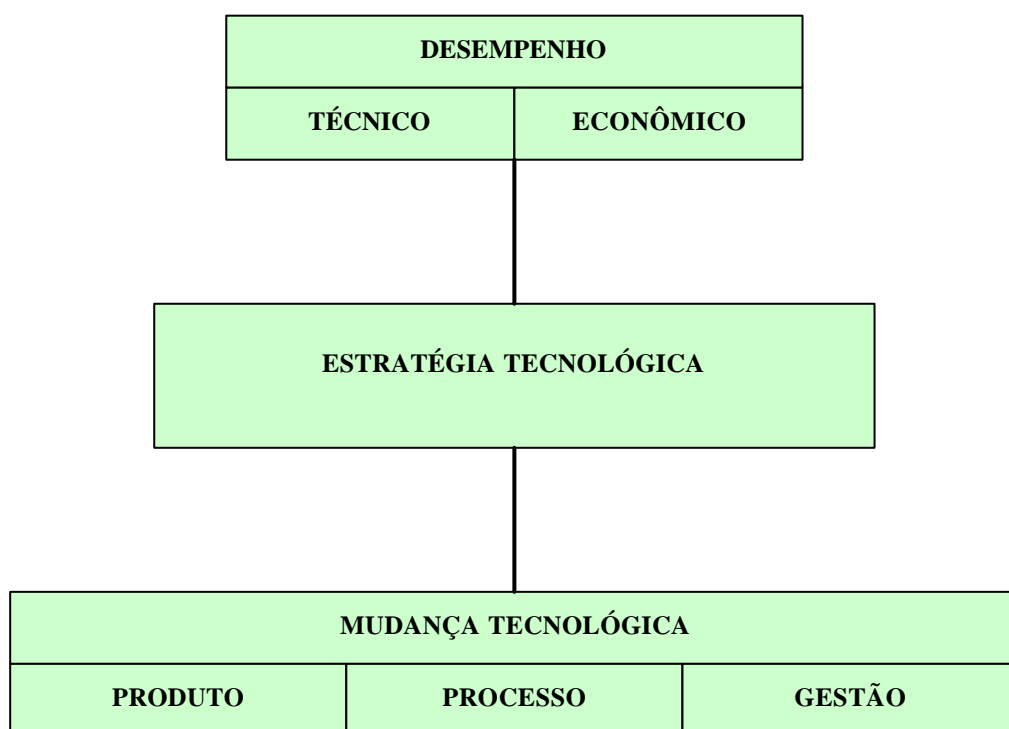 DESEMPENHO
TÉCNICO ECONÔMICO
ESTRATÉGIA TECNOLÓGICA
MUDANÇA TECNOLÓGICA
PRODUTO PROCESSO GESTÃO